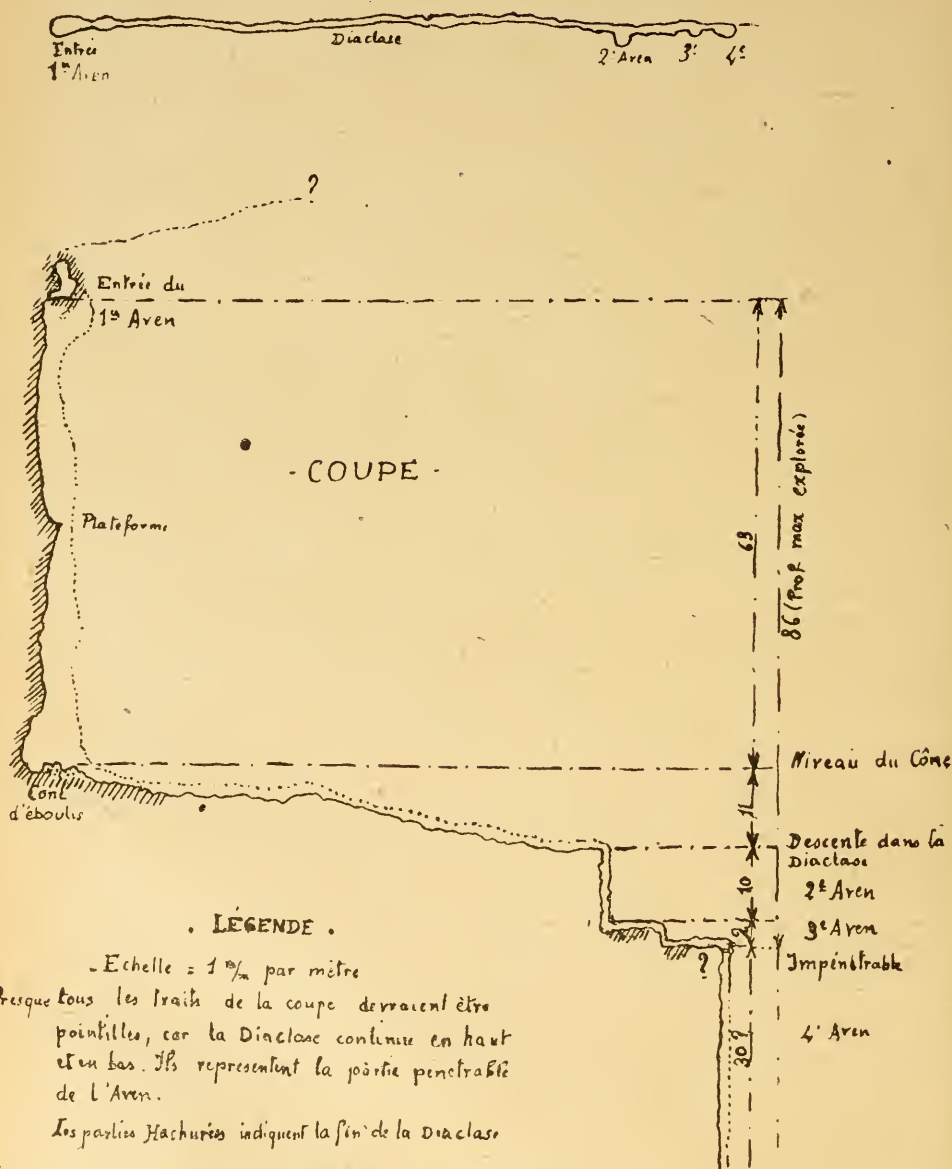 Entrée
1er Aven
Diaclase
2e Aven
3e
4e
?
Entrée du
1er Aven
- COUPE -
Plateforme
63
86 (Prof max explorée)
Niveau du Cône
Cone
d'éboulis
11
Descente dans la
Diaclase
10
2e Aven
2
3e Aven
?
Impénétrable
30?
4e Aven
. LÉGENDE .
- Echelle = 1 m/m par mètre
Presque tous les traits de la coupe devraient être
pointillés, car la Diaclase continue en haut
et en bas. Ils representent la partie penetrable
de l'Aven.
Les parties Hachurées indiquent la fin de la Diaclase